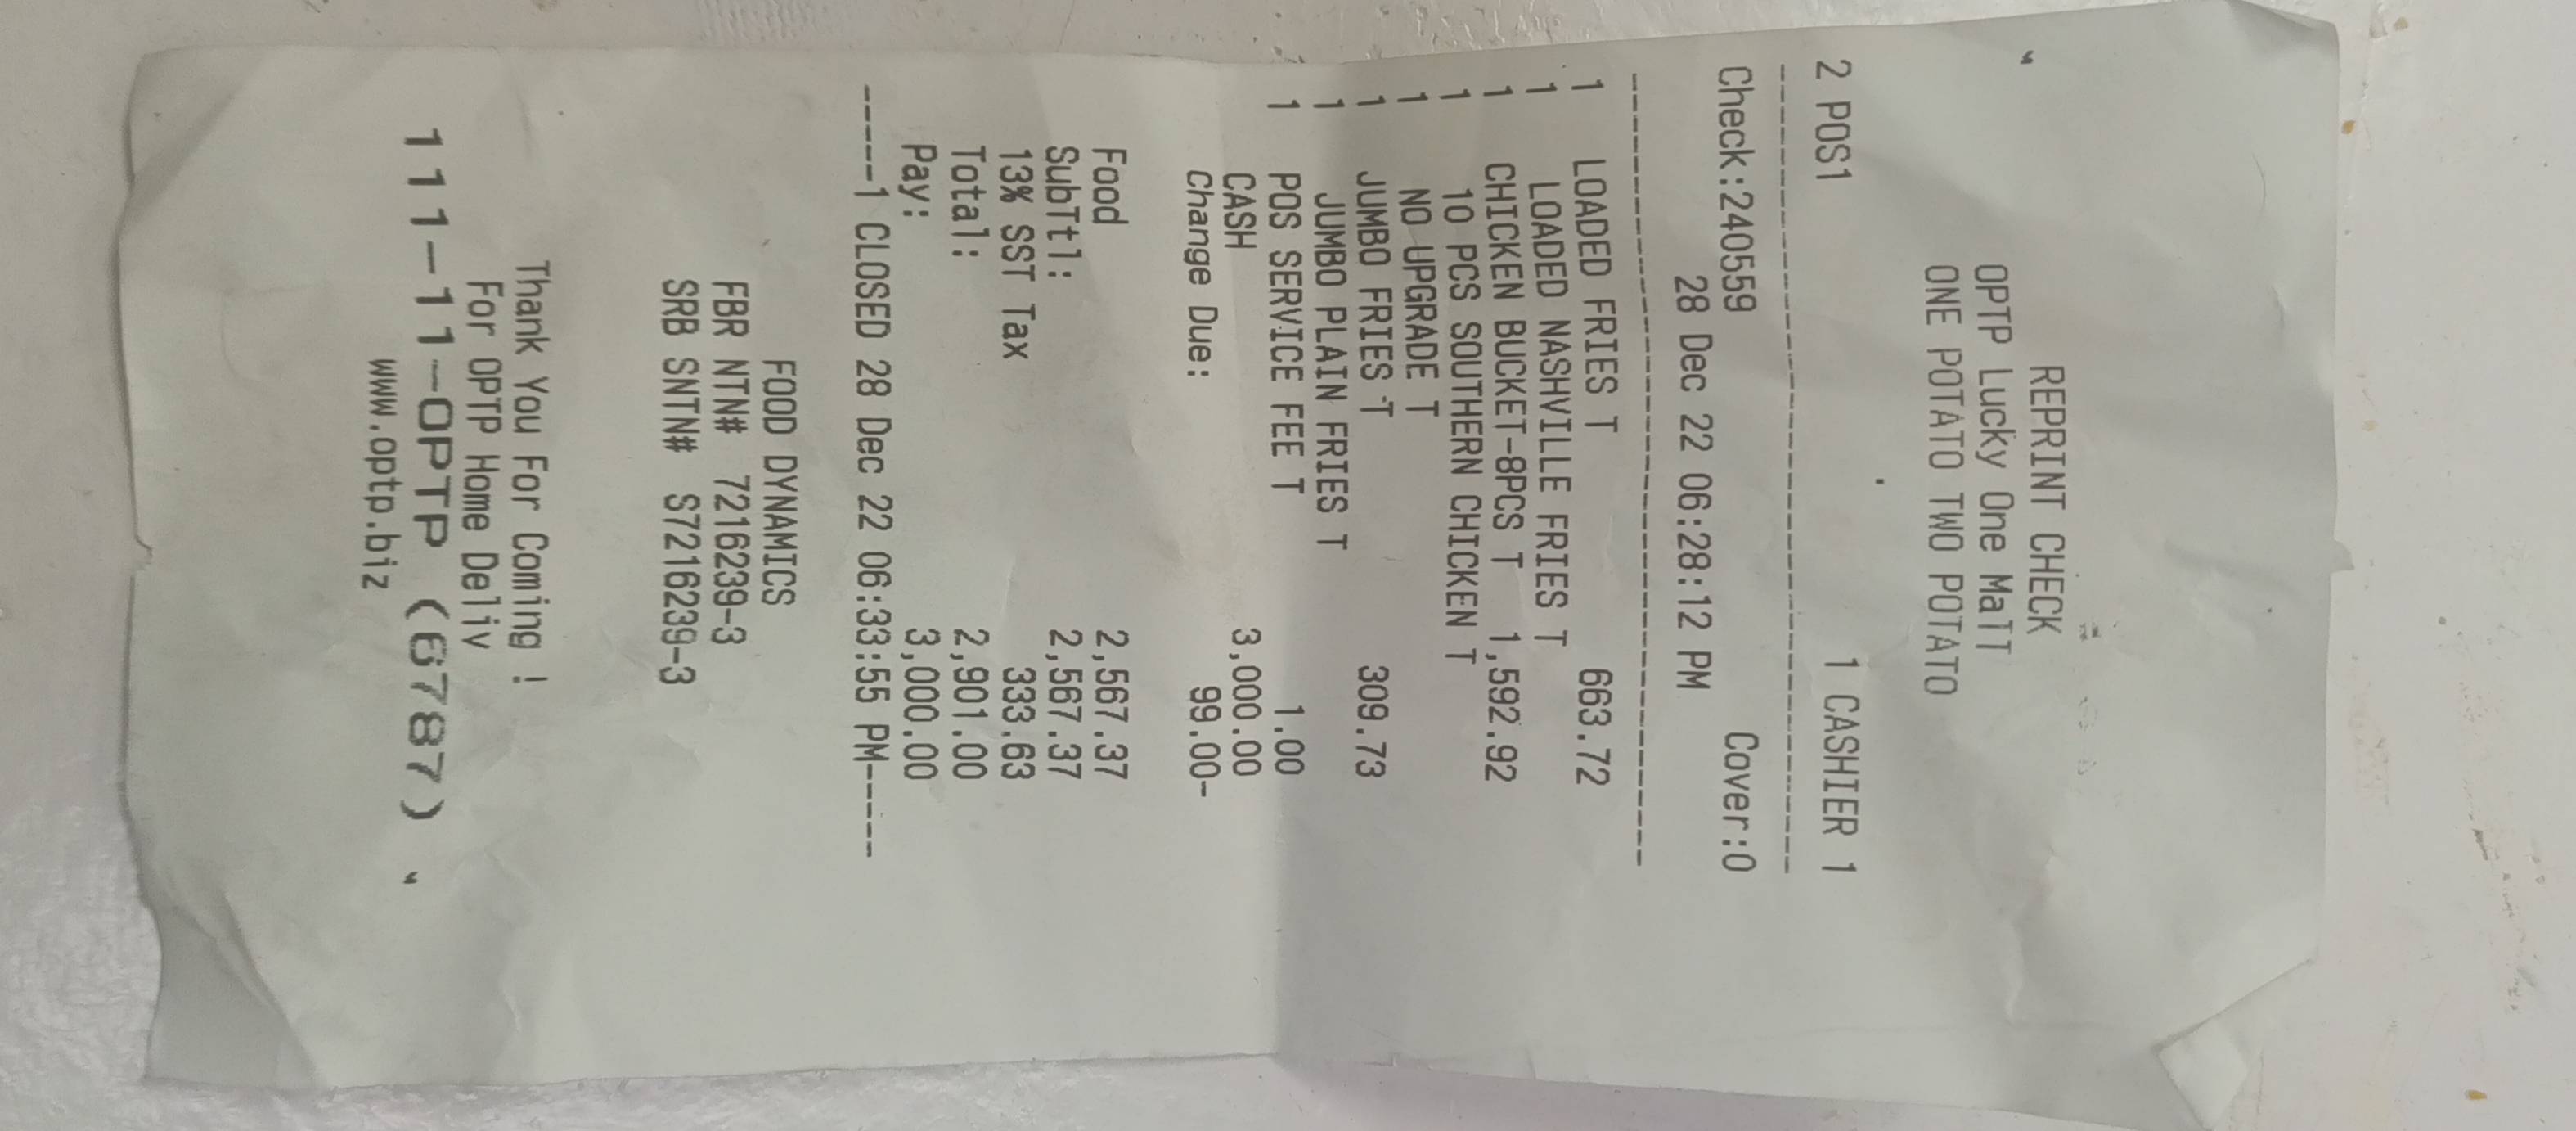 REPRINT CHECK
OPTP Lucky One Mall
ONE POTATO TWO POTATO
2 POS1 1 CASHIER 1
--------------------------------------
Check:240559 Cover:0
28 Dec 22 06:28:12 PM
--------------------------------------
1 LOADED FRIES T 663.72
1 LOADED NASHVILLE FRIES T
1 CHICKEN BUCKET-8PCS T 1,592.92
1 10 PCS SOUTHERN CHICKEN T
1 NO UPGRADE T
1 JUMBO FRIES T 309.73
1 JUMBO PLAIN FRIES T
1 POS SERVICE FEE T 1.00
CASH 3,000.00
Change Due: 99.00-
Food 2,567.37
SubTtl: 2,567.37
13% SST Tax 333.63
Total: 2,901.00
Pay: 3,000.00
-----1 CLOSED 28 Dec 22 06:33:55 PM-----
FOOD DYNAMICS
FBR NTN# 7216239-3
SRB SNTN# S7216239-3
Thank You For Coming !
For OPTP Home Deliv
111-11-OPTP (6787)
www.optp.biz